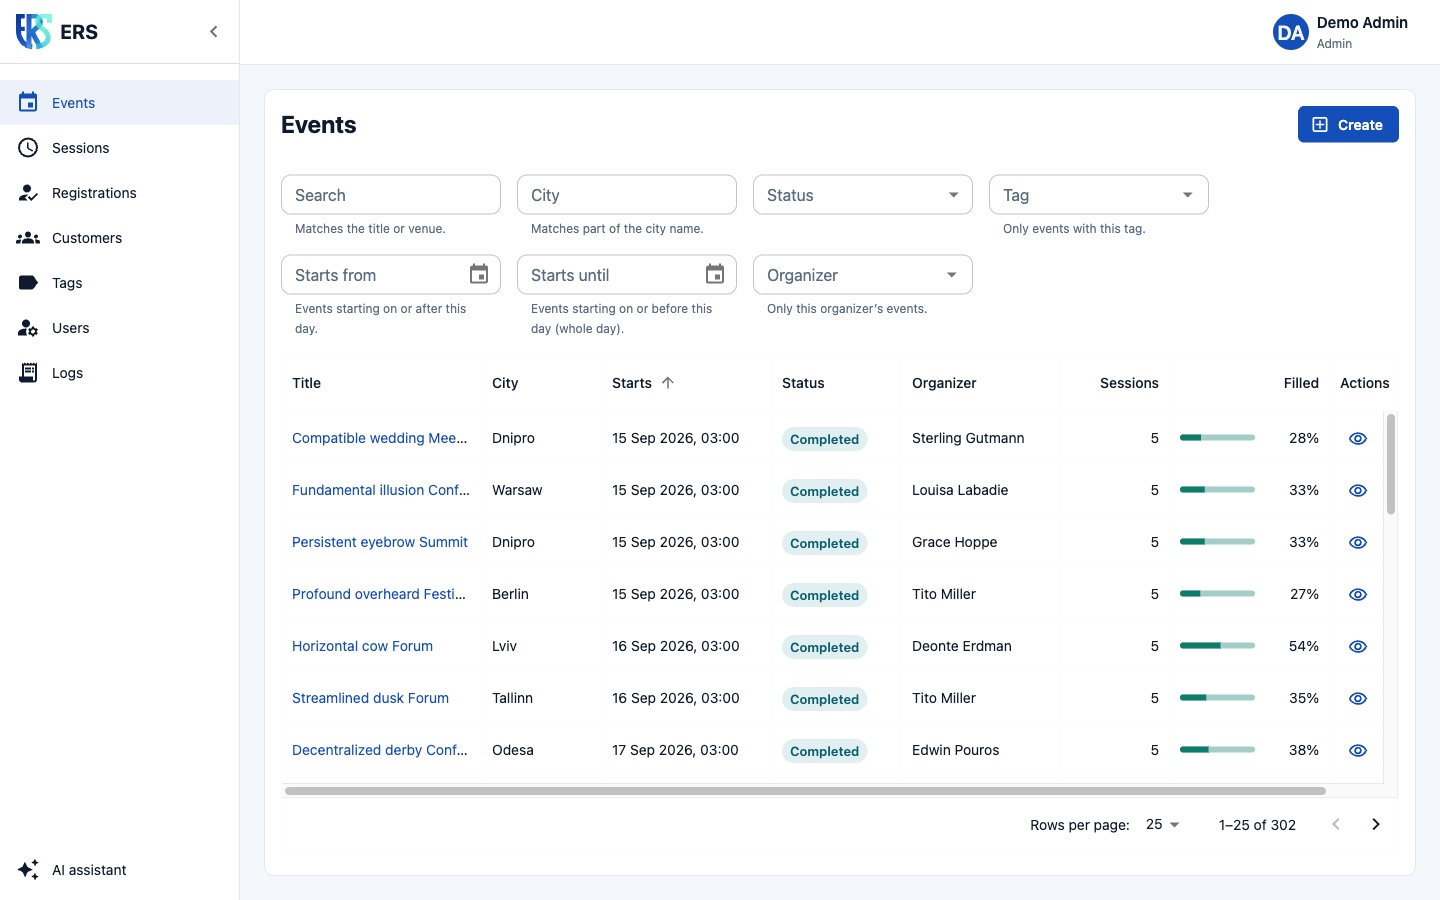 ERS
DA
Demo Admin
Admin
Events
Sessions
Registrations
Customers
Tags
Users
Logs
AI assistant
Events
Create
Search
City
Status
Tag
Matches the title or venue.
Matches part of the city name.
Only events with this tag.
Starts from
Starts until
Organizer
Events starting on or after this day.
Events starting on or before this day (whole day).
Only this organizer's events.
Title City Starts Status Organizer Sessions Filled Actions
Compatible wedding Mee... Dnipro 15 Sep 2026, 03:00 Completed Sterling Gutmann 5 28%
Fundamental illusion Conf... Warsaw 15 Sep 2026, 03:00 Completed Louisa Labadie 5 33%
Persistent eyebrow Summit Dnipro 15 Sep 2026, 03:00 Completed Grace Hoppe 5 33%
Profound overheard Festi... Berlin 15 Sep 2026, 03:00 Completed Tito Miller 5 27%
Horizontal cow Forum Lviv 16 Sep 2026, 03:00 Completed Deonte Erdman 5 54%
Streamlined dusk Forum Tallinn 16 Sep 2026, 03:00 Completed Tito Miller 5 35%
Decentralized derby Conf... Odesa 17 Sep 2026, 03:00 Completed Edwin Pouros 5 38%
Rows per page: 25 1–25 of 302